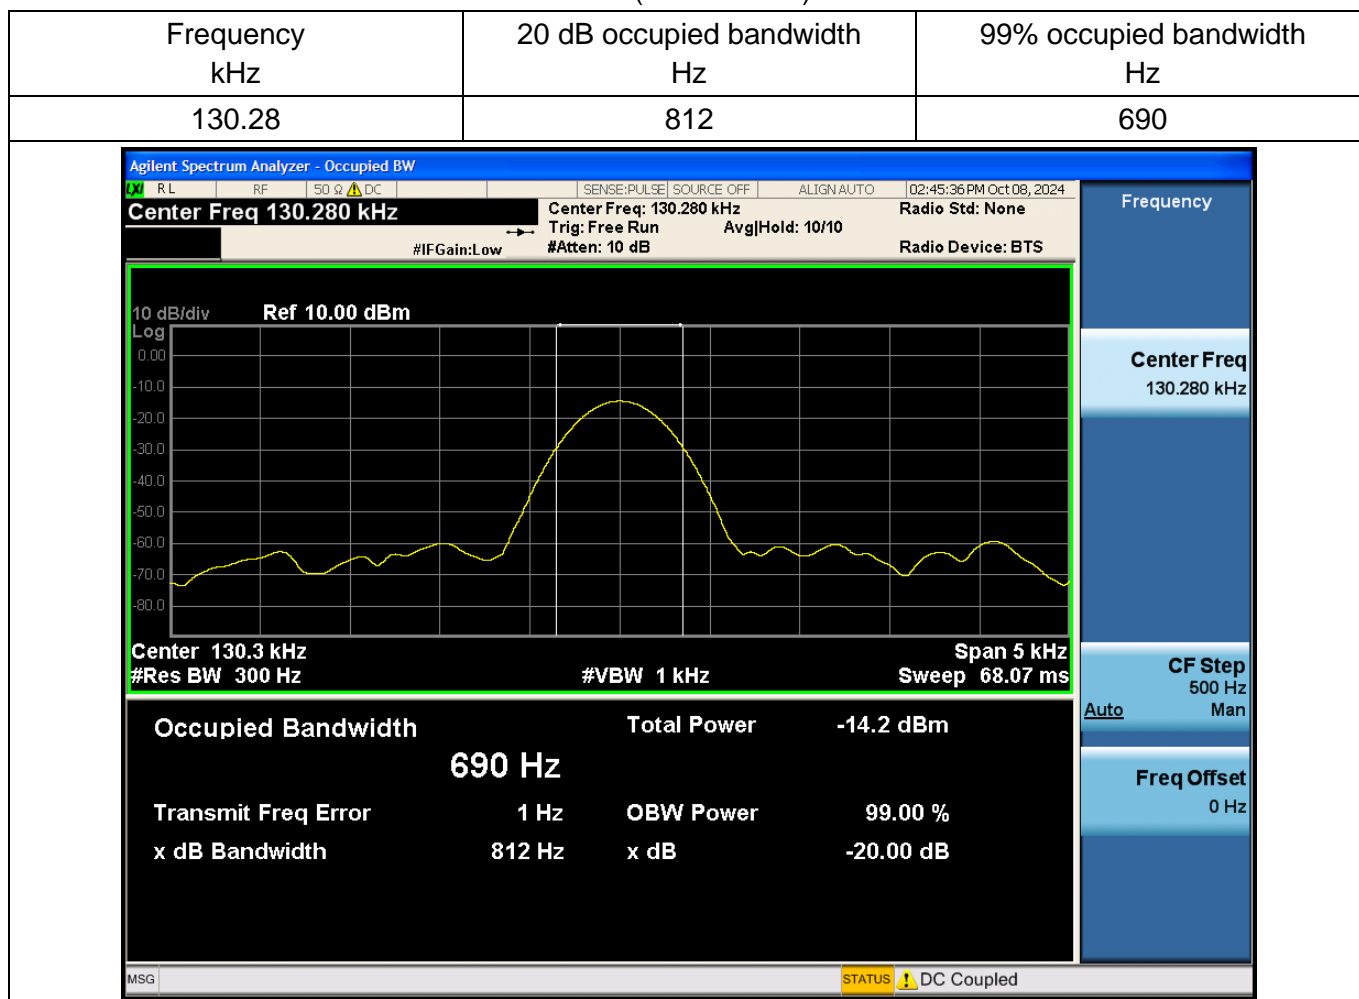 Frequency 20 dB occupied bandwidth 99% occupied bandwidth
kHz Hz Hz
130.28 812 690
Agilent Spectrum Analyzer - Occupied BW
LXI RL RF 50 Ω DC SENSE:PULSE SOURCE OFF ALIGN AUTO 02:45:36 PM Oct 08, 2024
Center Freq 130.280 kHz Center Freq: 130.280 kHz Radio Std: None
Trig: Free Run Avg|Hold: 10/10
#IFGain:Low #Atten: 10 dB Radio Device: BTS
Frequency
10 dB/div Ref 10.00 dBm
Log
0.00
-10.0
-20.0
-30.0
-40.0
-50.0
-60.0
-70.0
-80.0
Center 130.3 kHz Span 5 kHz
#Res BW 300 Hz #VBW 1 kHz Sweep 68.07 ms
Center Freq
130.280 kHz
CF Step
500 Hz
Auto Man
Freq Offset
0 Hz
Occupied Bandwidth Total Power -14.2 dBm
690 Hz
Transmit Freq Error 1 Hz OBW Power 99.00 %
x dB Bandwidth 812 Hz x dB -20.00 dB
MSG STATUS DC Coupled